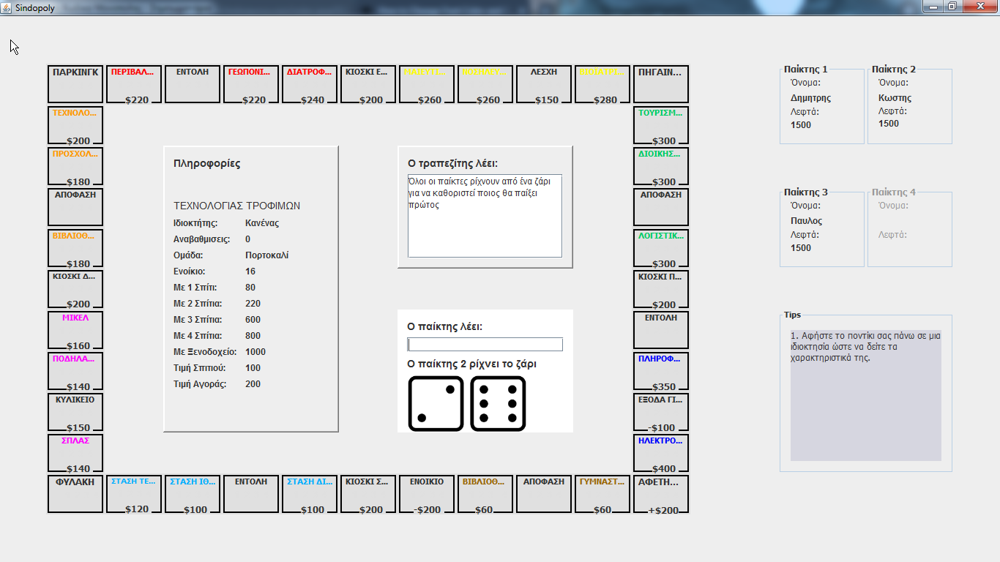 Sindopoly
ΠΑΡΚΙΝΓΚ
ΠΕΡΙΒΑΛ...
$220
ΕΝΤΟΛΗ
ΓΕΩΠΟΝΙ...
$220
ΔΙΑΤΡΟΦ...
$240
ΚΙΟΣΚΙ Ε...
$200
$260
$260
ΛΕΣΧΗ
$150
$280
ΠΗΓΑΙΝ...
ΤΕΧΝΟΛΟ...
$200
ΠΡΟΣΧΟΛ...
$180
ΑΠΟΦΑΣΗ
ΒΙΒΛΙΟΘ...
$180
ΚΙΟΣΚΙ Δ...
$200
ΜΙΚΕΛ
$160
ΠΟΔΗΛΑ...
$140
ΚΥΛΙΚΕΙΟ
$150
ΣΠΛΑΣ
$140
Πληροφορίες
ΤΕΧΝΟΛΟΓΙΑΣ ΤΡΟΦΙΜΩΝ
Ιδιοκτήτης: Κανένας
Αναβαθμισεις: 0
Ομάδα: Πορτοκαλί
Ενοίκιο: 16
Με 1 Σπίτι: 80
Με 2 Σπίτια: 220
Με 3 Σπίτια: 600
Με 4 Σπίτια: 800
Με Ξενοδοχείο: 1000
Τιμή Σπιτιού: 100
Τιμή Αγοράς: 200
Ο τραπεζίτης λέει:
Όλοι οι παίκτες ρίχνουν από ένα ζάρι
για να καθοριστεί ποιος θα παίξει
πρώτος
Ο παίκτης λέει:
Ο παίκτης 2 ρίχνει το ζάρι
ΤΟΥΡΙΣΜ...
$300
ΔΙΟΙΚΗΣ...
$300
ΑΠΟΦΑΣΗ
ΛΟΓΙΣΤΙΚ...
$300
ΚΙΟΣΚΙ Π...
$200
ΕΝΤΟΛΗ
ΠΛΗΡΟΦ...
$350
ΕΞΟΔΑ ΓΙ...
-$100
ΗΛΕΚΤΡΟ...
$400
ΦΥΛΑΚΗ
ΣΤΑΣΗ ΤΕ...
$120
ΣΤΑΣΗ ΙΘ...
$100
ΕΝΤΟΛΗ
ΣΤΑΣΗ ΔΙ...
$100
ΚΙΟΣΚΙ Σ...
$200
ΕΝΟΙΚΙΟ
-$200
ΒΙΒΛΙΟΘ...
$60
ΑΠΟΦΑΣΗ
ΓΥΜΝΑΣΤ...
$60
ΑΦΕΤΗ...
+$200
Παίκτης 1
Όνομα:
Δημητρης
Λεφτά:
1500
Παίκτης 2
Όνομα:
Κωστης
Λεφτά:
1500
Παίκτης 3
Όνομα:
Παυλος
Λεφτά:
1500
Παίκτης 4
Όνομα:
Λεφτά:
Tips
1. Αφήστε το ποντίκι σας πάνω σε μια
ιδιοκτησία ώστε να δείτε τα
χαρακτηριστικά της.